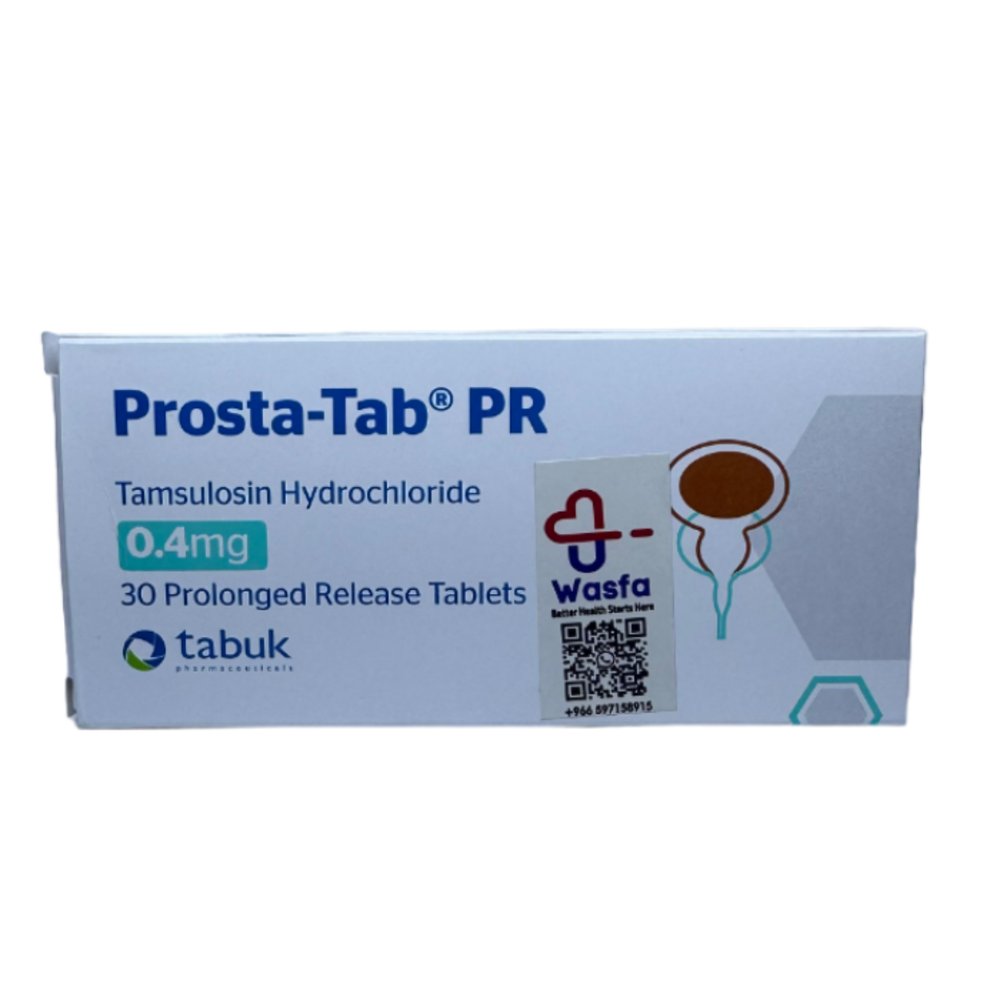 Prosta-Tab® PR
Tamsulosin Hydrochloride
0.4mg
30 Prolonged Release Tablets
tabuk
pharmaceuticals
Wasfa
Better Health Starts Here
+966 597158915